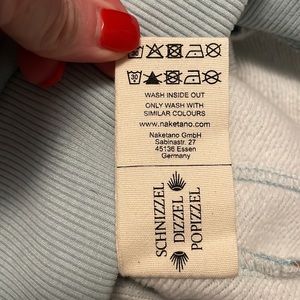 30
WASH INSIDE OUT
ONLY WASH WITH
SIMILAR COLOURS
www.naketano.com
Naketano GmbH
Sabinastr. 27
45136 Essen
Germany
SCHNIZZEL
DIZZEL
POPIZZEL